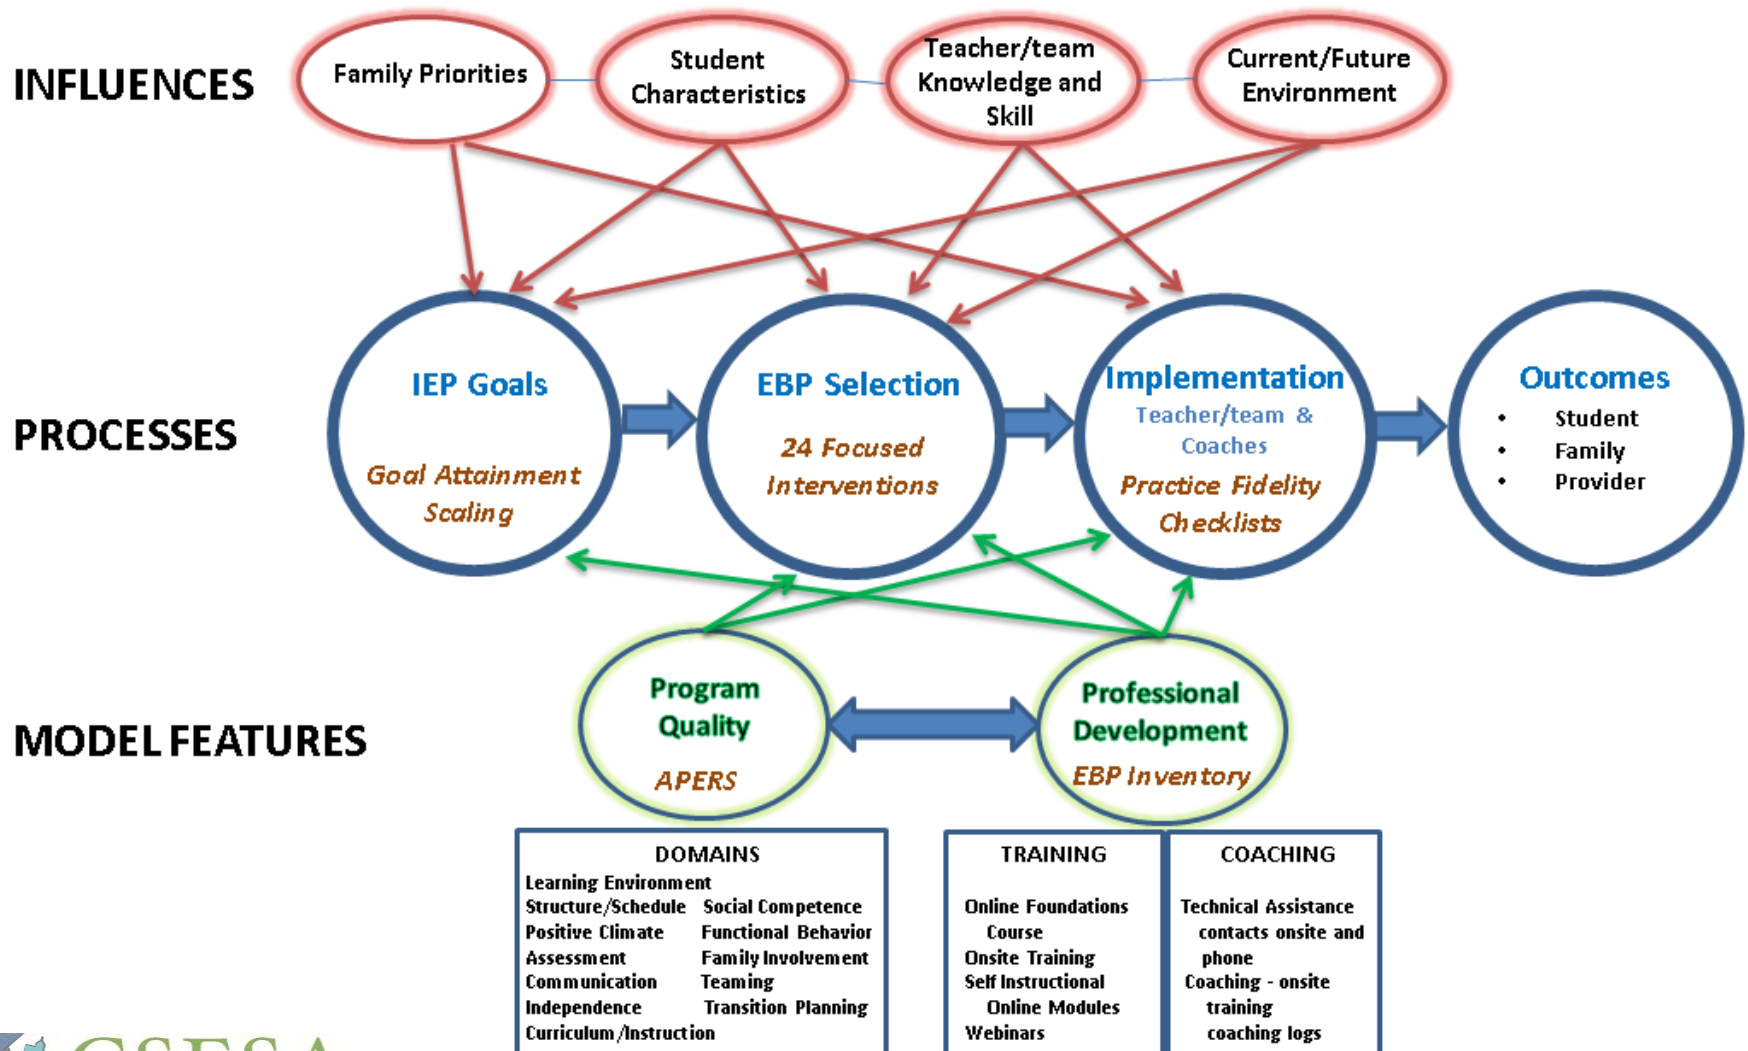 INFLUENCES
Family Priorities
Student
Characteristics
Teacher/team
Knowledge and
Skill
Current/Future
Environment
PROCESSES
IEP Goals
Goal Attainment
Scaling
EBP Selection
24 Focused
Interventions
Implementation
Teacher/team &
Coaches
Practice Fidelity
Checklists
Outcomes
• Student
• Family
• Provider
MODEL FEATURES
Program
Quality
APERS
Professional
Development
EBP Inventory
DOMAINS
Learning Environment
Structure/Schedule Social Competence
Positive Climate Functional Behavior
Assessment Family Involvement
Communication Teaming
Independence Transition Planning
Curriculum/Instruction
TRAINING
Online Foundations
Course
Onsite Training
Self Instructional
Online Modules
Webinars
COACHING
Technical Assistance
contacts onsite and
phone
Coaching - onsite
training
coaching logs
CSESA